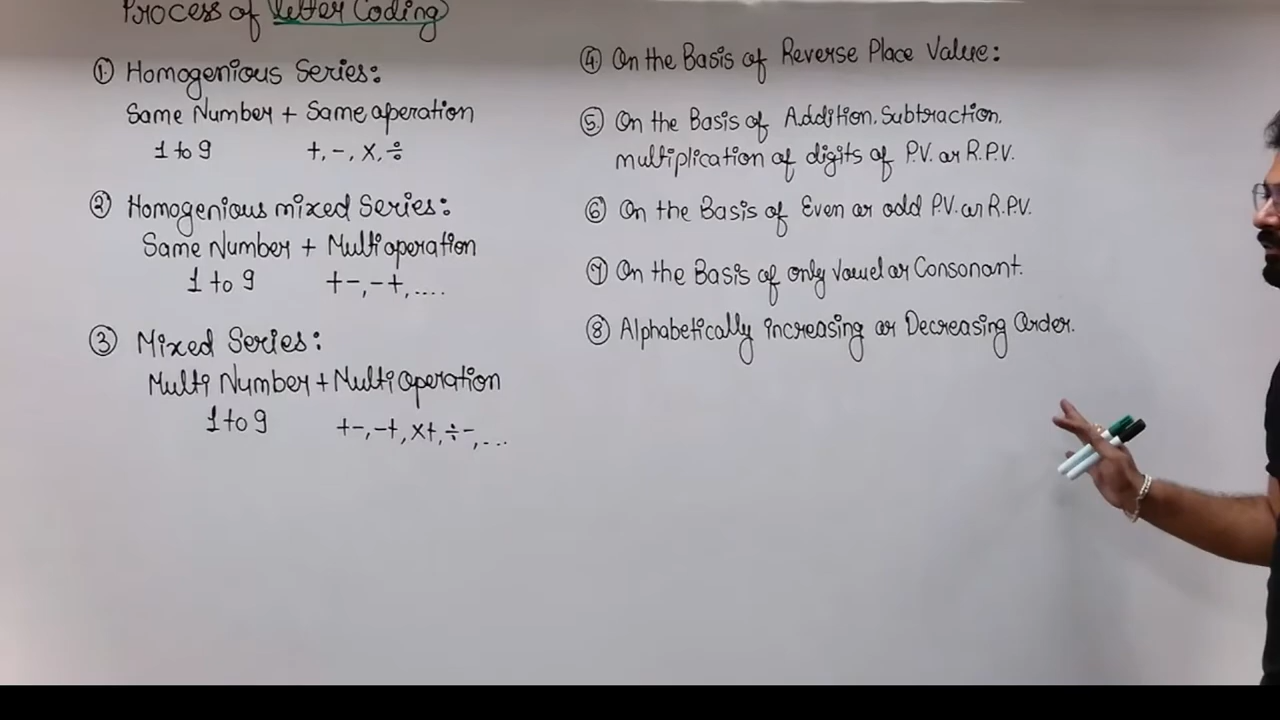 Process of letter Coding
① Homogenious Series:
Same Number + Same operation
1 to 9 +, -, ×, ÷
② Homogenious mixed Series:
Same Number + Multi operation
1 to 9 +-, -+, ....
③ Mixed Series:
Multi Number + Multi Operation
1 to 9 +-, -+, ×+, ÷-, ...
④ On the Basis of Reverse Place Value:
⑤ On the Basis of Addition, Subtraction,
multiplication of digits of P.V. or R.P.V.
⑥ On the Basis of Even or odd P.V. or R.P.V.
⑦ On the Basis of only Vowel or Consonant.
⑧ Alphabetically increasing or Decreasing Order.